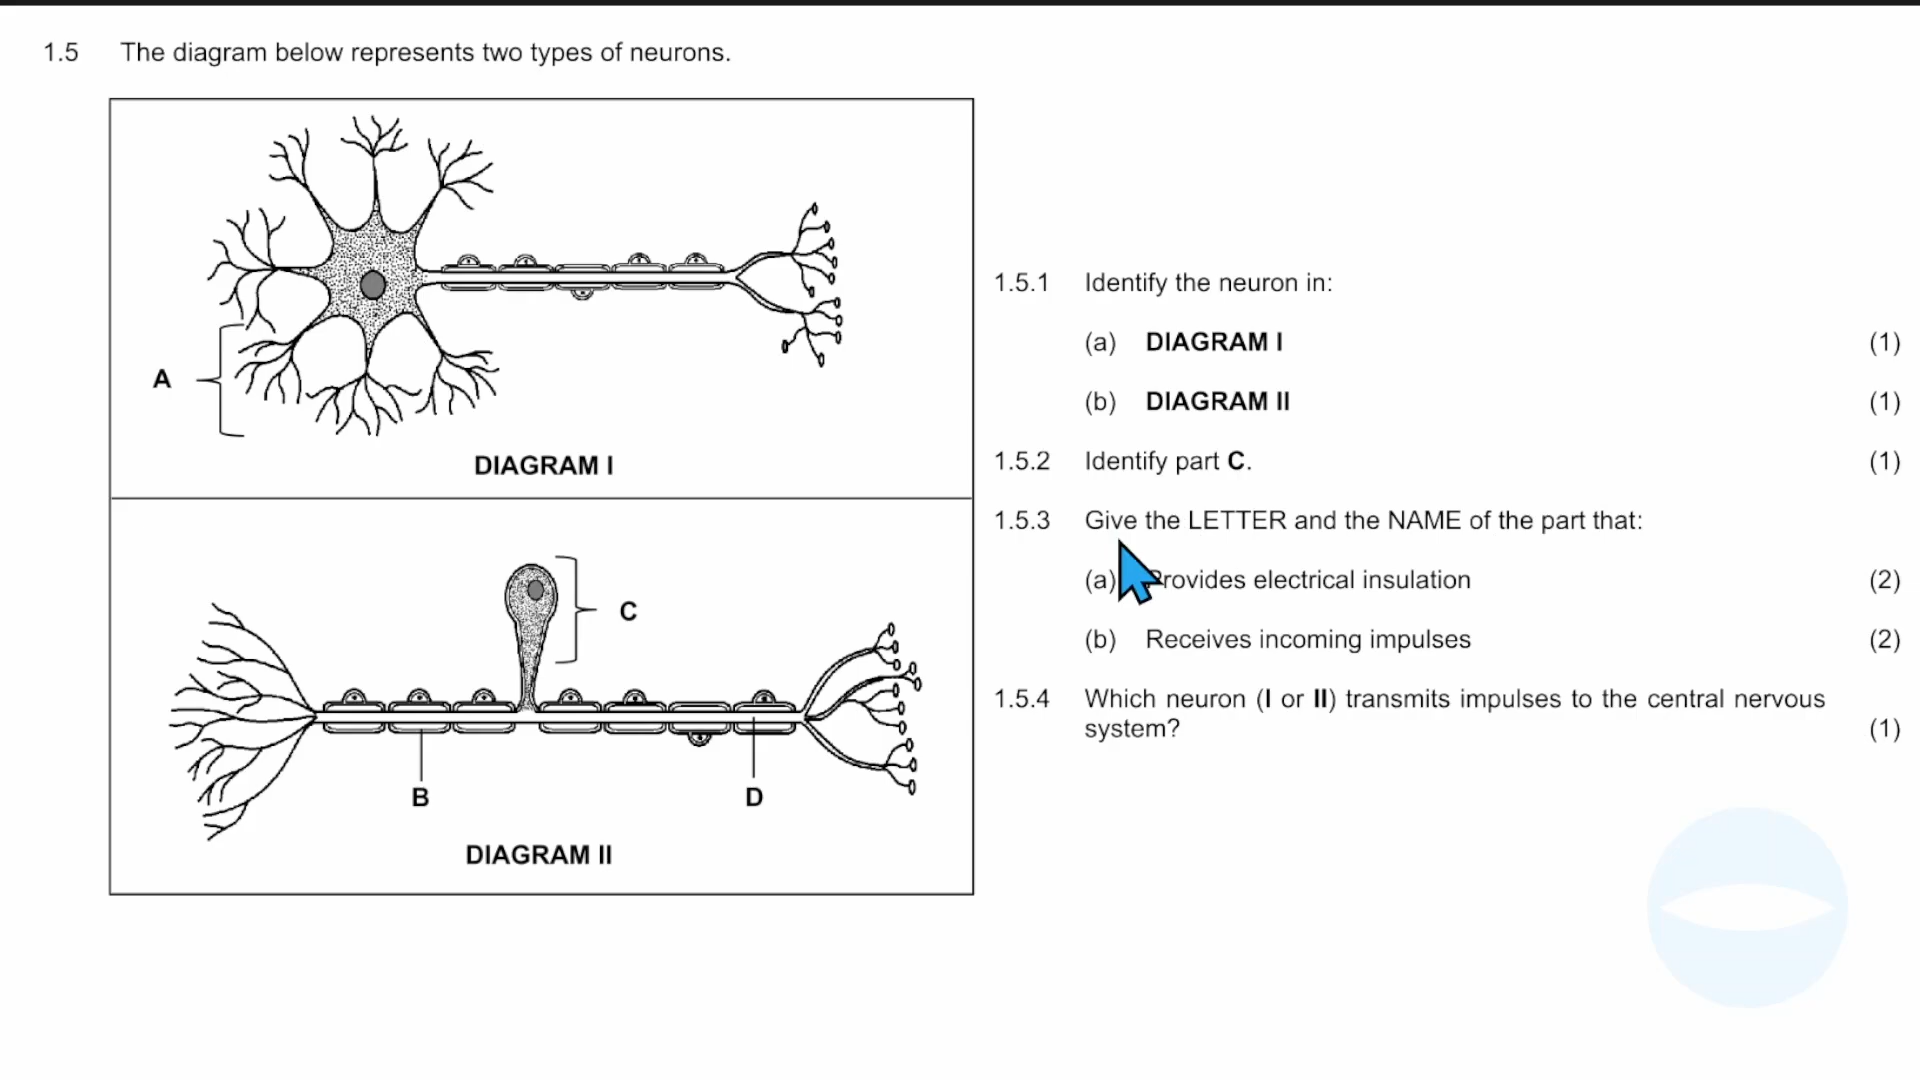 1.5 The diagram below represents two types of neurons.
A
DIAGRAM I
C
B
D
DIAGRAM II
1.5.1 Identify the neuron in:
(a) DIAGRAM I (1)
(b) DIAGRAM II (1)
1.5.2 Identify part C. (1)
1.5.3 Give the LETTER and the NAME of the part that:
(a) Provides electrical insulation (2)
(b) Receives incoming impulses (2)
1.5.4 Which neuron (I or II) transmits impulses to the central nervous
system? (1)